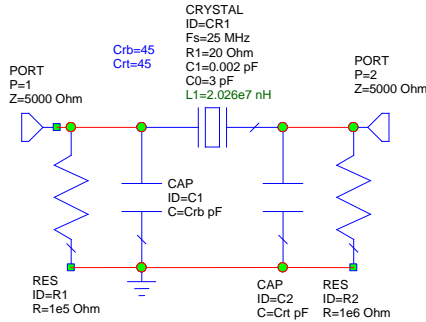 CRYSTAL
ID=CR1
Fs=25 MHz
R1=20 Ohm
C1=0.002 pF
C0=3 pF
L1=2.026e7 nH
Crb=45
Crt=45
PORT
P=1
Z=5000 Ohm
PORT
P=2
Z=5000 Ohm
CAP
ID=C1
C=Crb pF
RES
ID=R1
R=1e5 Ohm
CAP
ID=C2
C=Crt pF
RES
ID=R2
R=1e6 Ohm